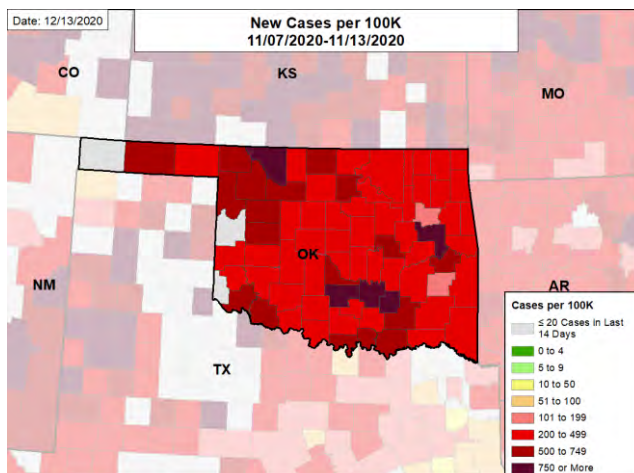 Date: 12/13/2020
New Cases per 100K
11/07/2020-11/13/2020
CO
KS
MO
OK
NM
AR
TX
Cases per 100K
≤ 20 Cases in Last
14 Days
0 to 4
5 to 9
10 to 50
51 to 100
101 to 199
200 to 499
500 to 749
750 or More